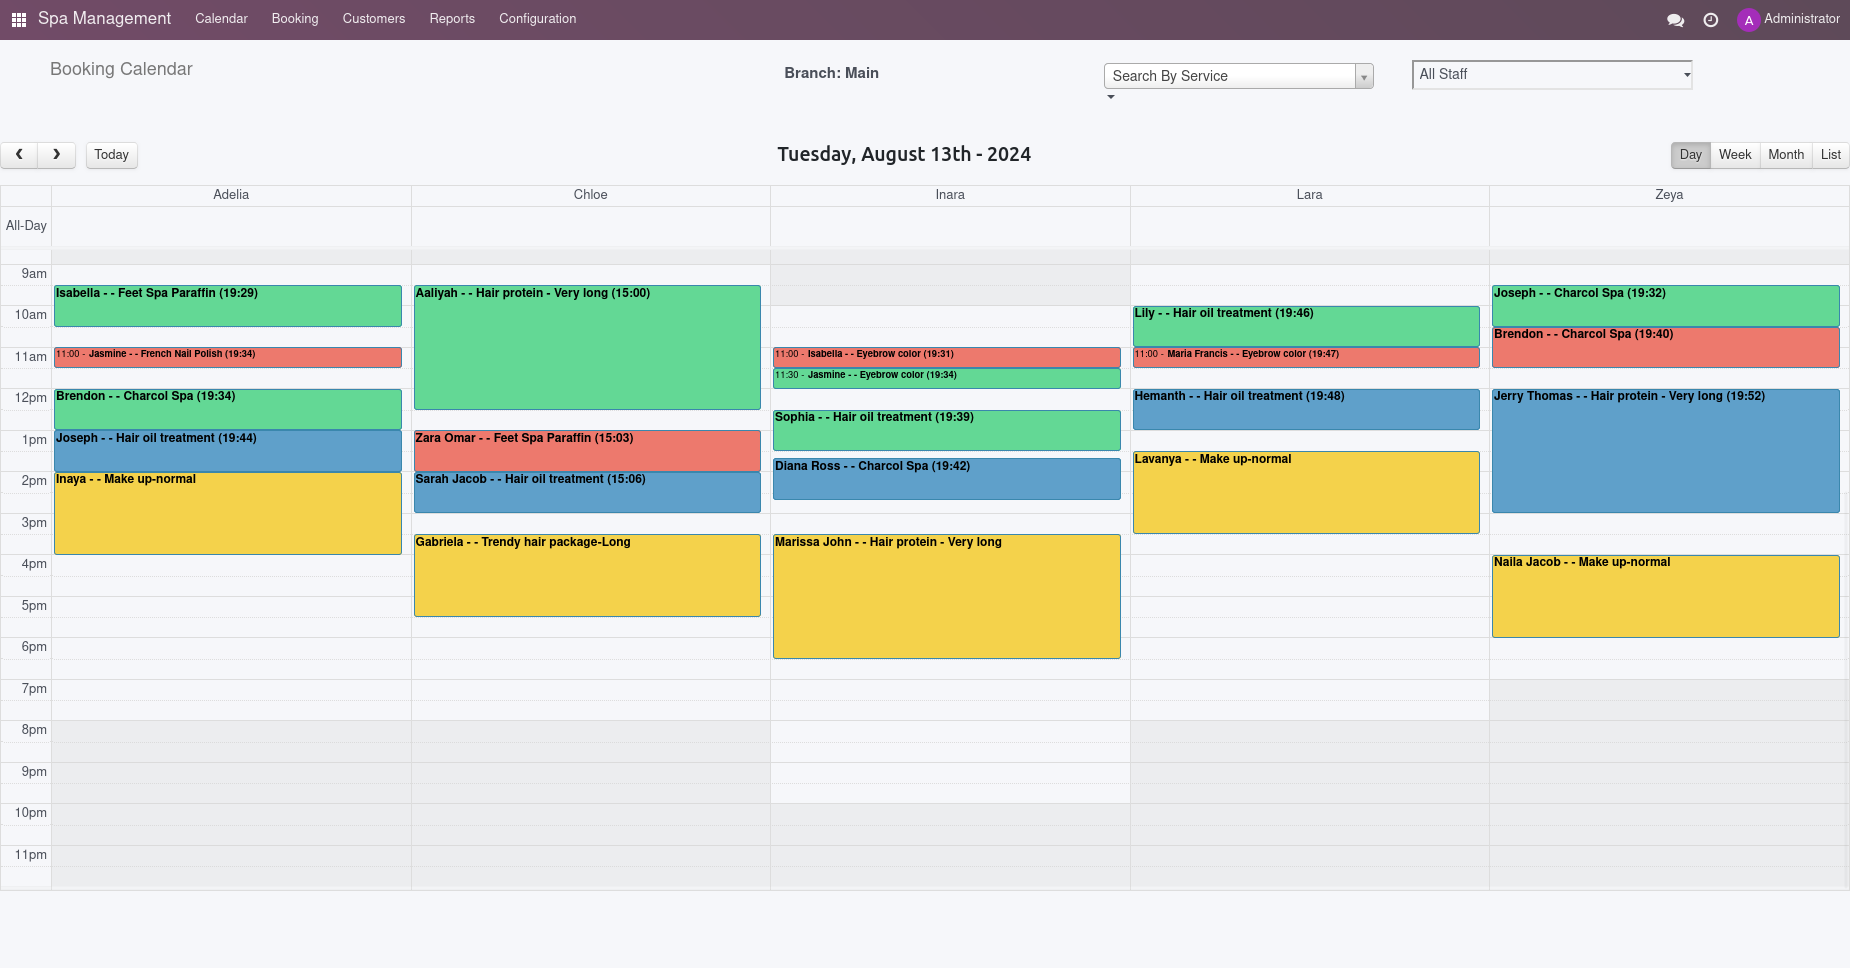 Spa Management Calendar Booking Customers Reports Configuration A Administrator
Booking Calendar
Branch: Main
Search By Service
All Staff
Today
Tuesday, August 13th - 2024
Day Week Month List
Adelia Chloe Inara Lara Zeya
All-Day
9am
Isabella - - Feet Spa Paraffin (19:29)
Aaliyah - - Hair protein - Very long (15:00)
Joseph - - Charcol Spa (19:32)
10am
Lily - - Hair oil treatment (19:46)
Brendon - - Charcol Spa (19:40)
11am
11:00 - Jasmine - - French Nail Polish (19:34)
11:00 - Isabella - - Eyebrow color (19:31)
11:00 - Maria Francis - - Eyebrow color (19:47)
11:30 - Jasmine - - Eyebrow color (19:34)
12pm
Brendon - - Charcol Spa (19:34)
Hemanth - - Hair oil treatment (19:48)
Jerry Thomas - - Hair protein - Very long (19:52)
Sophia - - Hair oil treatment (19:39)
1pm
Joseph - - Hair oil treatment (19:44)
Zara Omar - - Feet Spa Paraffin (15:03)
Lavanya - - Make up-normal
Diana Ross - - Charcol Spa (19:42)
2pm
Inaya - - Make up-normal
Sarah Jacob - - Hair oil treatment (15:06)
3pm
Gabriela - - Trendy hair package-Long
Marissa John - - Hair protein - Very long
4pm
Naila Jacob - - Make up-normal
5pm
6pm
7pm
8pm
9pm
10pm
11pm